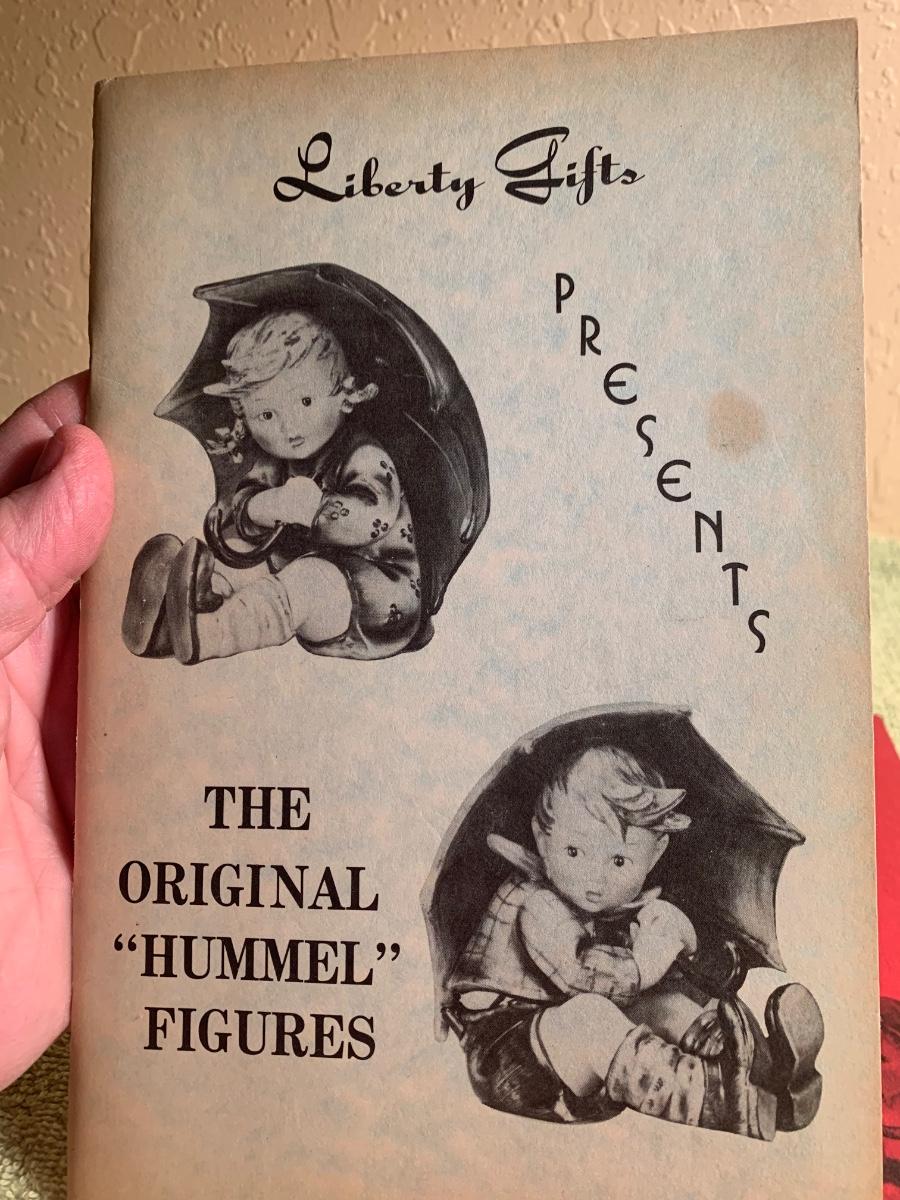 Liberty Gifts
PRESENTS
THE
ORIGINAL
“HUMMEL”
FIGURES